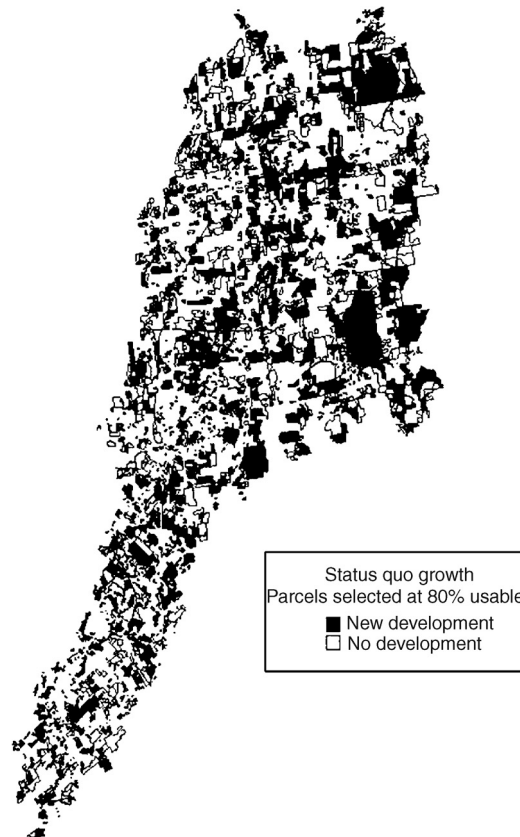 Status quo growth
Parcels selected at 80% usable
New development
No development